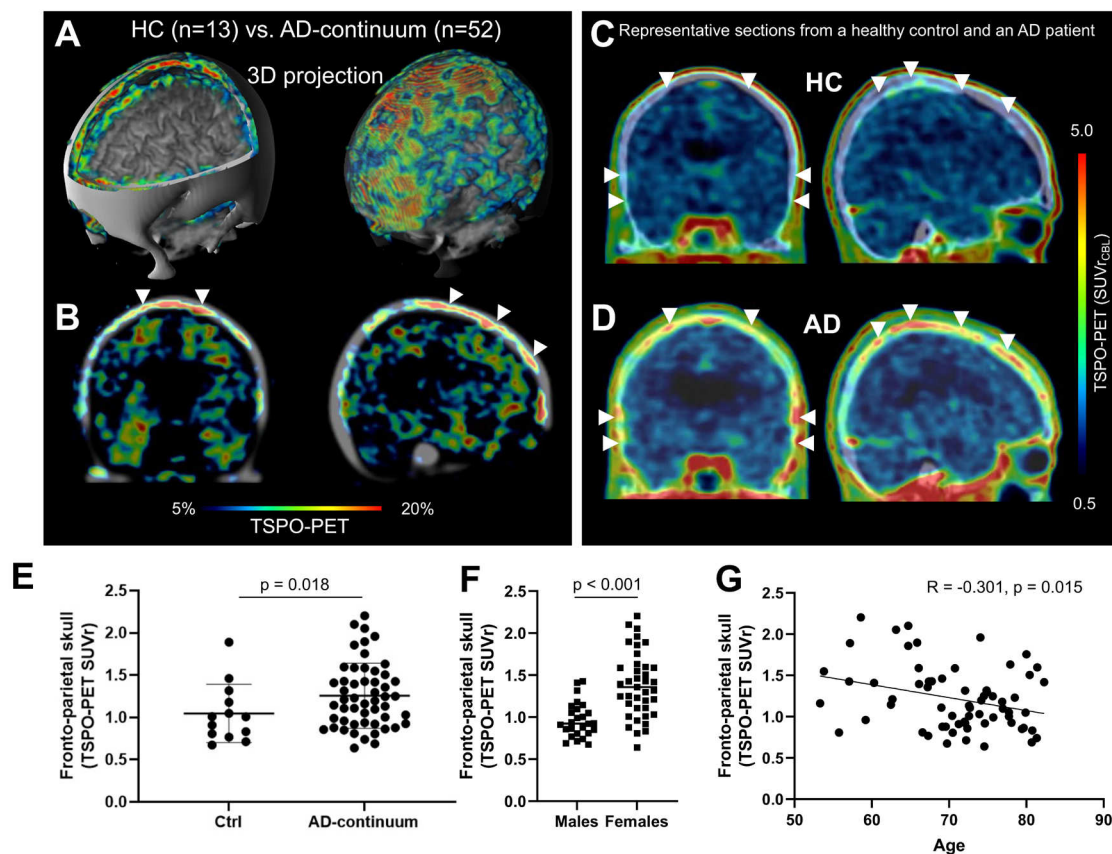 A
HC (n=13) vs. AD-continuum (n=52)
3D projection
B
5%
20%
TSPO-PET
C
Representative sections from a healthy control and an AD patient
HC
D
AD
5.0
TSPO-PET (SUVr_CBL)
0.5
E
p = 0.018
Fronto-parietal skull
(TSPO-PET SUVr)
2.5
2.0
1.5
1.0
0.5
0.0
Ctrl
AD-continuum
F
p < 0.001
Fronto-parietal skull
(TSPO-PET SUVr)
2.5
2.0
1.5
1.0
0.5
0.0
Males Females
G
R = -0.301, p = 0.015
Fronto-parietal skull
(TSPO-PET SUVr)
2.5
2.0
1.5
1.0
0.5
0.0
50 60 70 80 90
Age